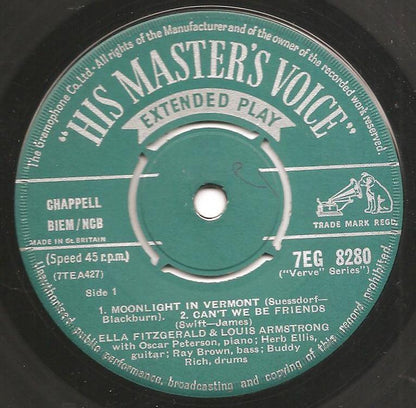 The Gramophone Co. Ltd.-All rights of the Manufacturer and of the owner of the recorded work reserved.
"HIS MASTER'S VOICE"
EXTENDED PLAY
CHAPPELL
BIEM/NCB
MADE IN Gt. BRITAIN
(Speed 45 r.p.m.)
(7TEA427)
TRADE MARK REGD
7EG 8280
("Verve" Series")
Side 1
1. MOONLIGHT IN VERMONT (Suessdorf-
Blackburn). 2. CAN'T WE BE FRIENDS
(Swift-James)
ELLA FITZGERALD & LOUIS ARMSTRONG
with Oscar Peterson, piano; Herb Ellis,
guitar; Ray Brown, bass; Buddy
Rich, drums
Unauthorised public performance, broadcasting and copying of this record prohibited.